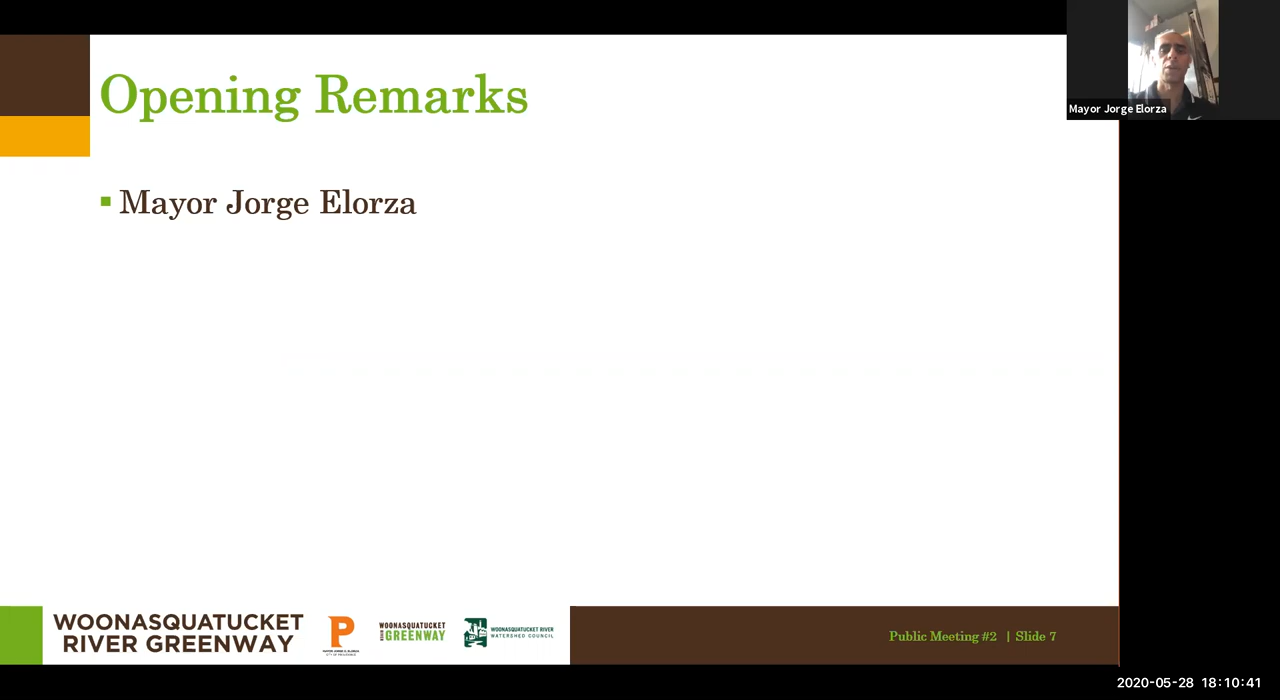 Opening Remarks
Mayor Jorge Elorza
Mayor Jorge Elorza
WOONASQUATUCKET
RIVER GREENWAY
P
WOONASQUATUCKET
RIVER GREENWAY
WOONASQUATUCKET RIVER
WATERSHED COUNCIL
Public Meeting #2 | Slide 7
2020-05-28 18:10:41